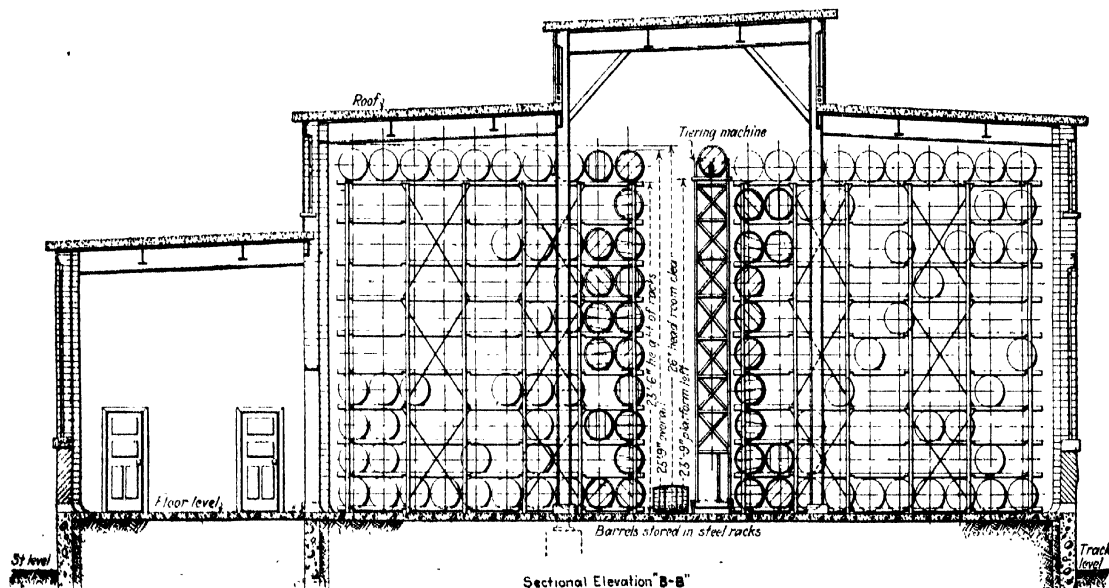 Roof
Tiering machine
23'-6" height of racks
25'9" overall
26" head room clear
23'-9" platform height
Floor level
Barrels stored in steel racks
St level
Track
level
Sectional Elevation "B-B"